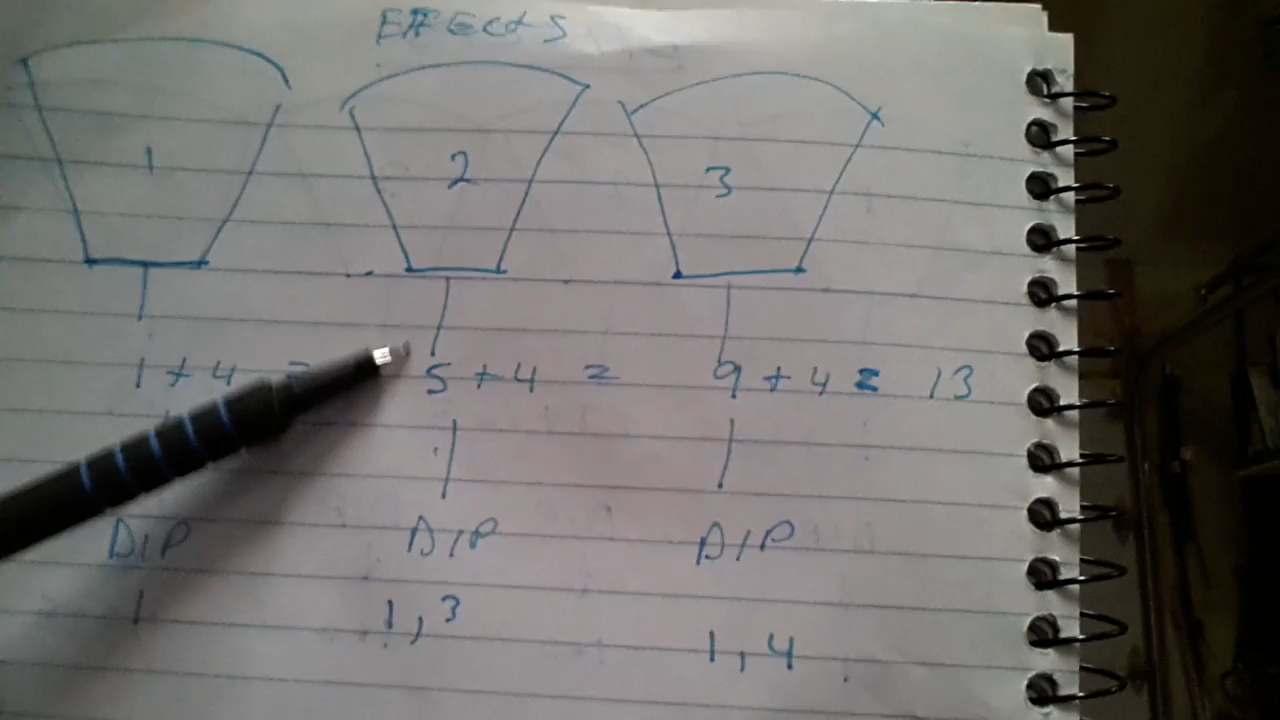 EFFECTS
1 2 3
1 + 4 = 5 + 4 = 9 + 4 = 13
DIP DIP DIP
1 1,3 1,4